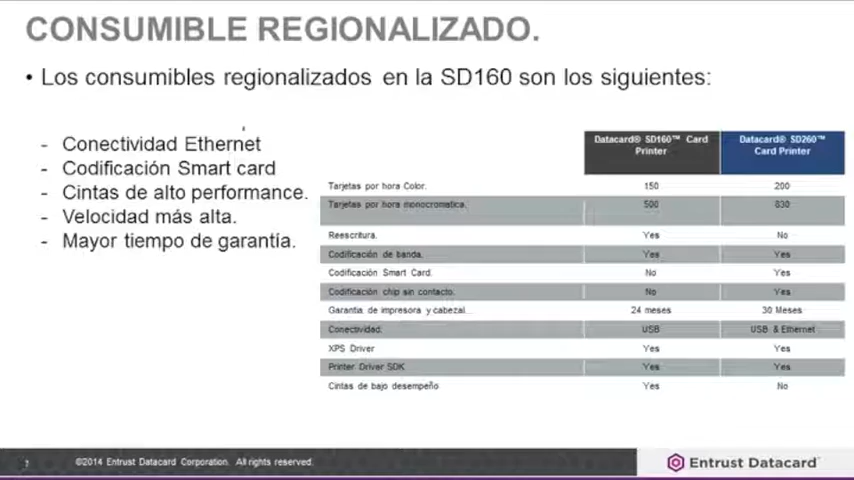 CONSUMIBLE REGIONALIZADO.
• Los consumibles regionalizados en la SD160 son los siguientes:
- Conectividad Ethernet
- Codificación Smart card
- Cintas de alto performance.
- Velocidad más alta.
- Mayor tiempo de garantía.
Datacard® SD160™ Card Printer Datacard® SD260™ Card Printer
Tarjetas por hora Color. 150 200
Tarjetas por hora monocromatica. 500 830
Reescritura. Yes No
Codificación de banda. Yes Yes
Codificación Smart Card. No Yes
Codificación chip sin contacto. No Yes
Garantia de impresora y cabezal. 24 meses 30 Meses
Conectividad. USB USB & Ethernet
XPS Driver Yes Yes
Printer Driver SDK Yes Yes
Cintas de bajo desempeño Yes No
©2014 Entrust Datacard Corporation. All rights reserved.
Entrust Datacard